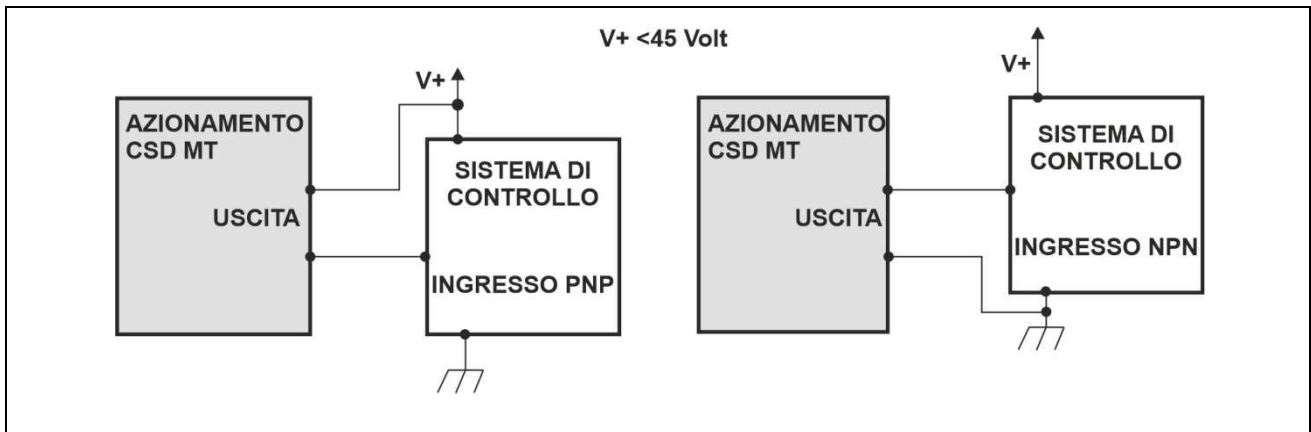 V+ <45 Volt
V+
AZIONAMENTO
CSD MT
USCITA
SISTEMA DI
CONTROLLO
INGRESSO PNP
V+
AZIONAMENTO
CSD MT
USCITA
SISTEMA DI
CONTROLLO
INGRESSO NPN